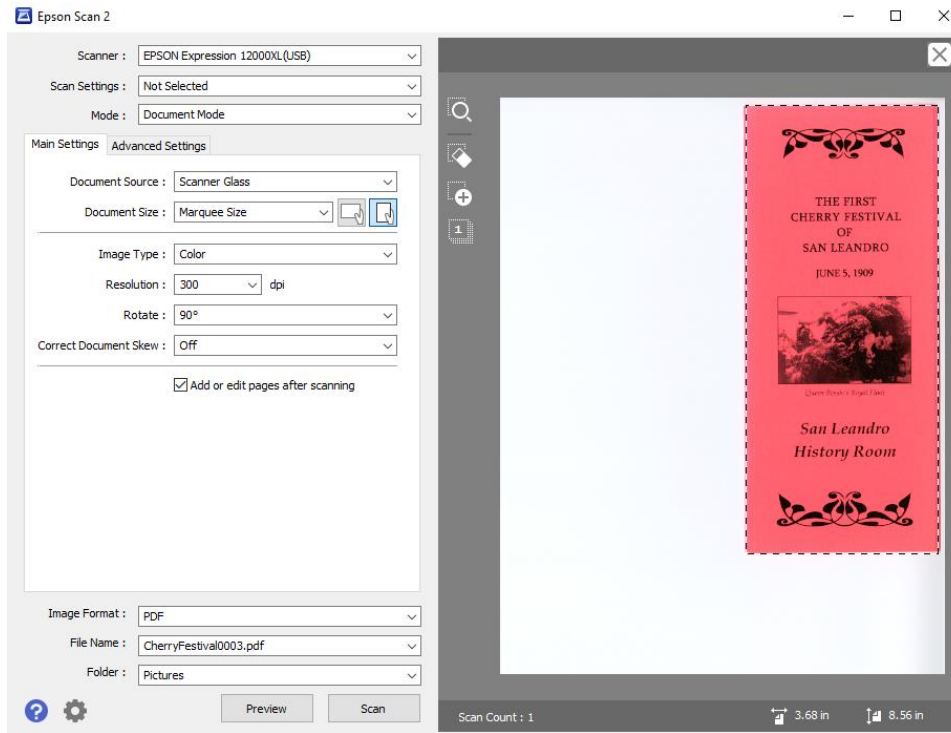 Epson Scan 2
Scanner : EPSON Expression 12000XL(USB)
Scan Settings : Not Selected
Mode : Document Mode
Main Settings Advanced Settings
Document Source : Scanner Glass
Document Size : Marquee Size
Image Type : Color
Resolution : 300 dpi
Rotate : 90°
Correct Document Skew : Off
Add or edit pages after scanning
Image Format : PDF
File Name : CherryFestival0003.pdf
Folder : Pictures
Preview Scan
1
THE FIRST
CHERRY FESTIVAL
OF
SAN LEANDRO
JUNE 5, 1909
San Leandro
History Room
Scan Count : 1 3.68 in 8.56 in